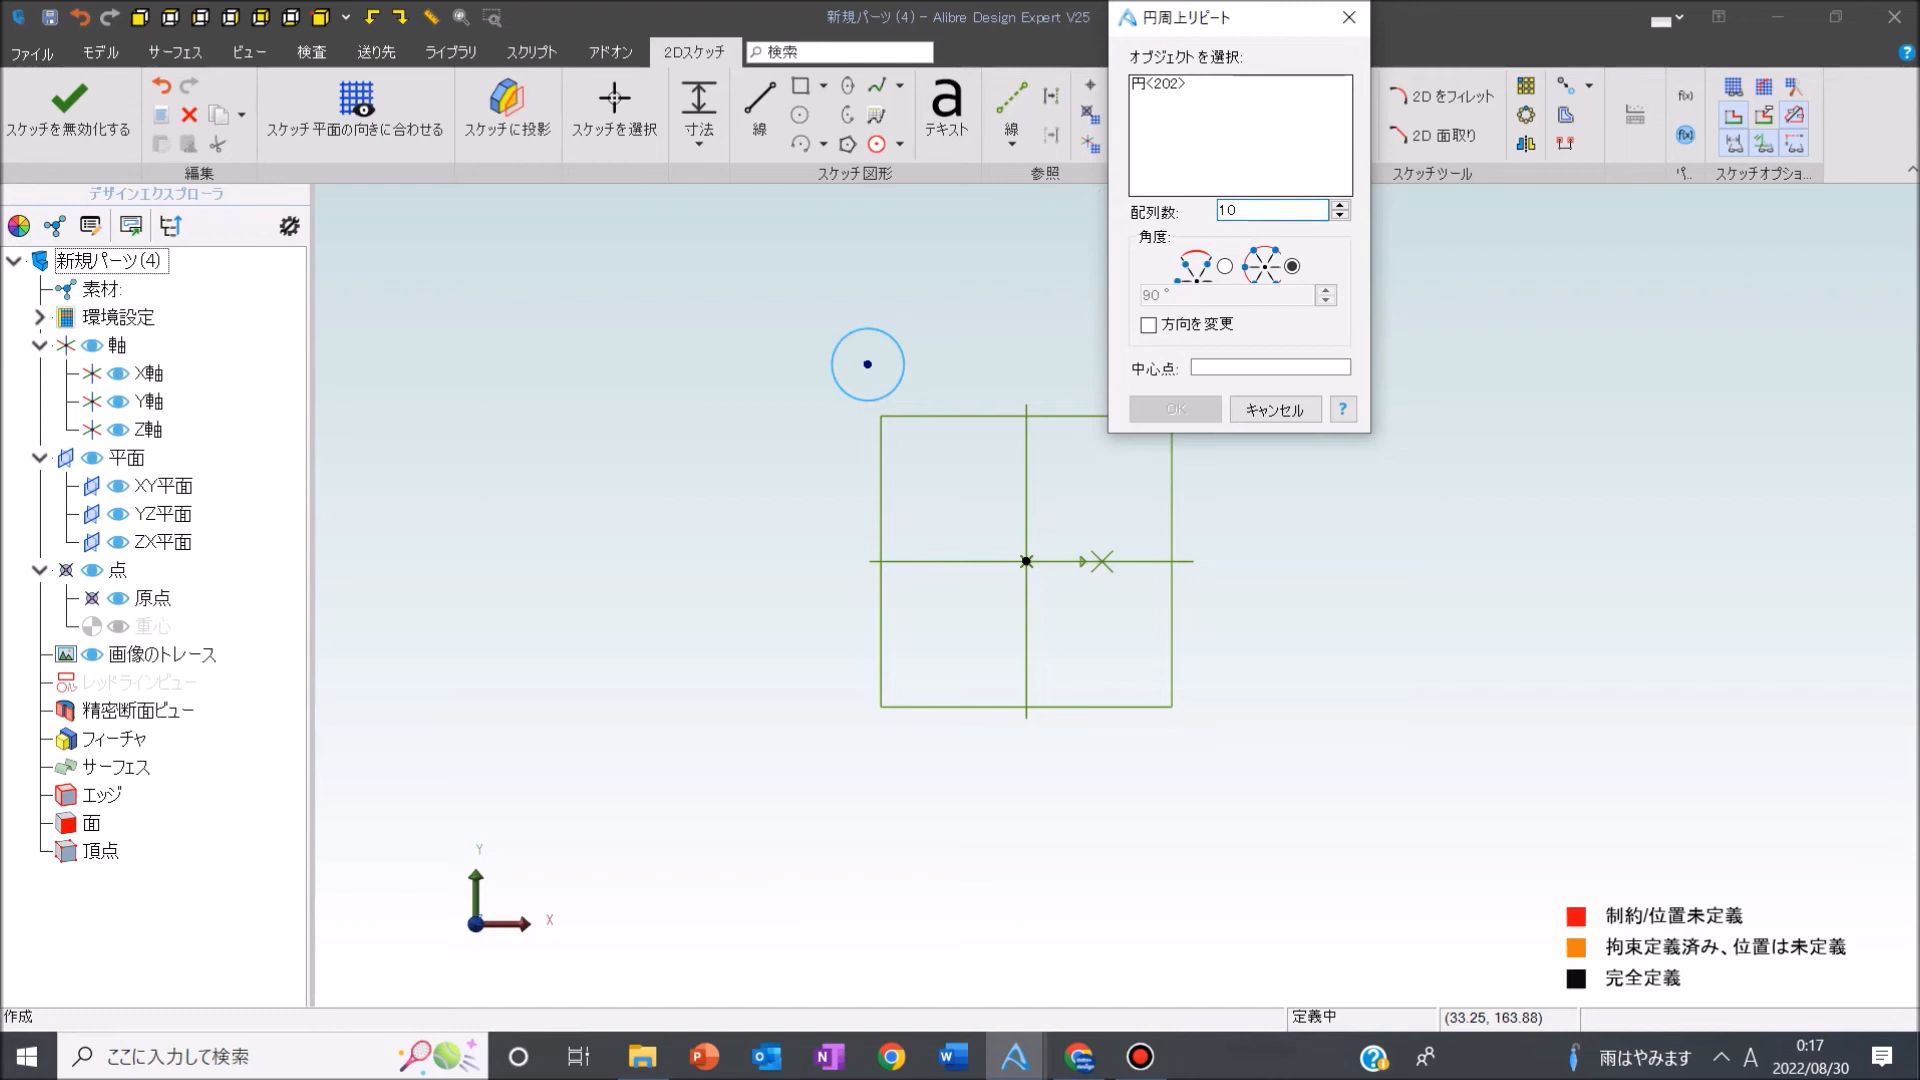 新規パーツ(4) - Alibre Design Expert V25
ファイル モデル サーフェス ビュー 検査 送り先 ライブラリ スクリプト アドオン 2Dスケッチ 検索
スケッチを無効化する
スケッチ平面の向きに合わせる
スケッチに投影
スケッチを選択
寸法
線
a
テキスト
線
2D をフィレット
2D 面取り
f(x)
f(x)
編集
スケッチ図形
参照
スケッチツール
パ..
スケッチオプショ...
デザインエクスプローラ
新規パーツ(4)
素材:
環境設定
軸
X軸
Y軸
Z軸
平面
XY平面
YZ平面
ZX平面
点
原点
重心
画像のトレース
レッドラインビュー
精密断面ビュー
フィーチャ
サーフェス
エッジ
面
頂点
円周上リピート
オブジェクトを選択:
円<202>
配列数: 10
角度:
90 °
方向を変更
中心点:
OK キャンセル ?
Y
X
制約/位置未定義
拘束定義済み、位置は未定義
完全定義
作成
定義中
(33.25, 163.88)
ここに入力して検索
雨はやみます
A
0:17
2022/08/30